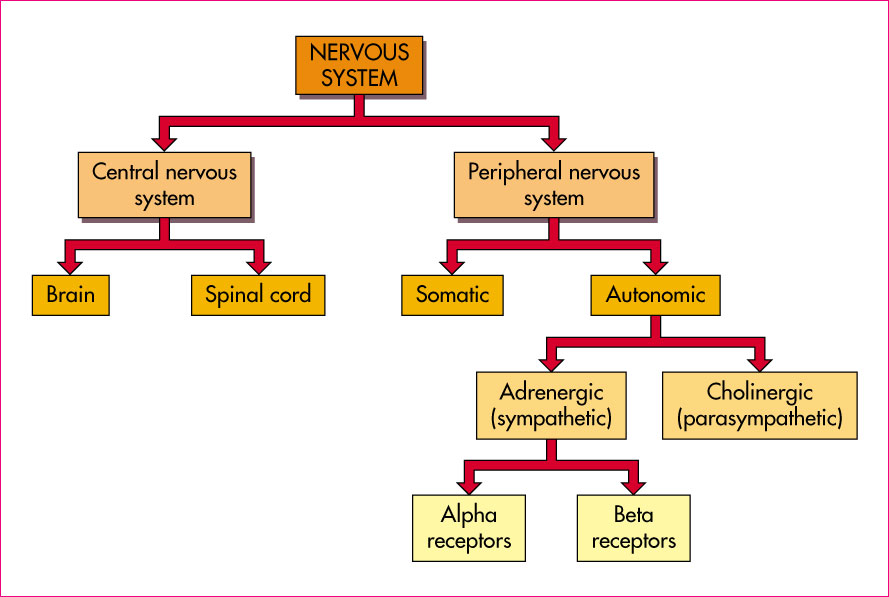 NERVOUS
SYSTEM
Central nervous
system
Peripheral nervous
system
Brain
Spinal cord
Somatic
Autonomic
Adrenergic
(sympathetic)
Cholinergic
(parasympathetic)
Alpha
receptors
Beta
receptors